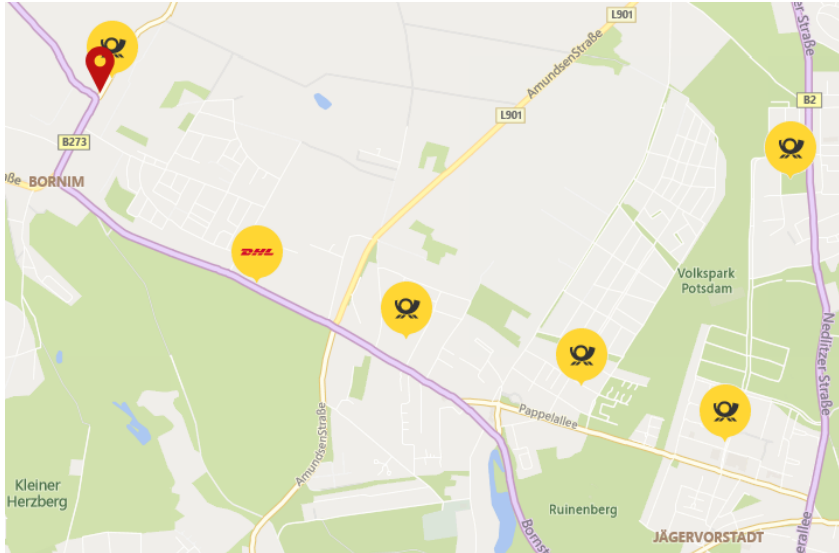 L901
AmundsenStraße
L901
B2
B273
BORNIM
DHL
Volkspark
Potsdam
Nedlitzer-Straße
Pappelallee
AmundsenStraße
Kleiner
Herzberg
Ruinenberg
JÄGERVORSTADT